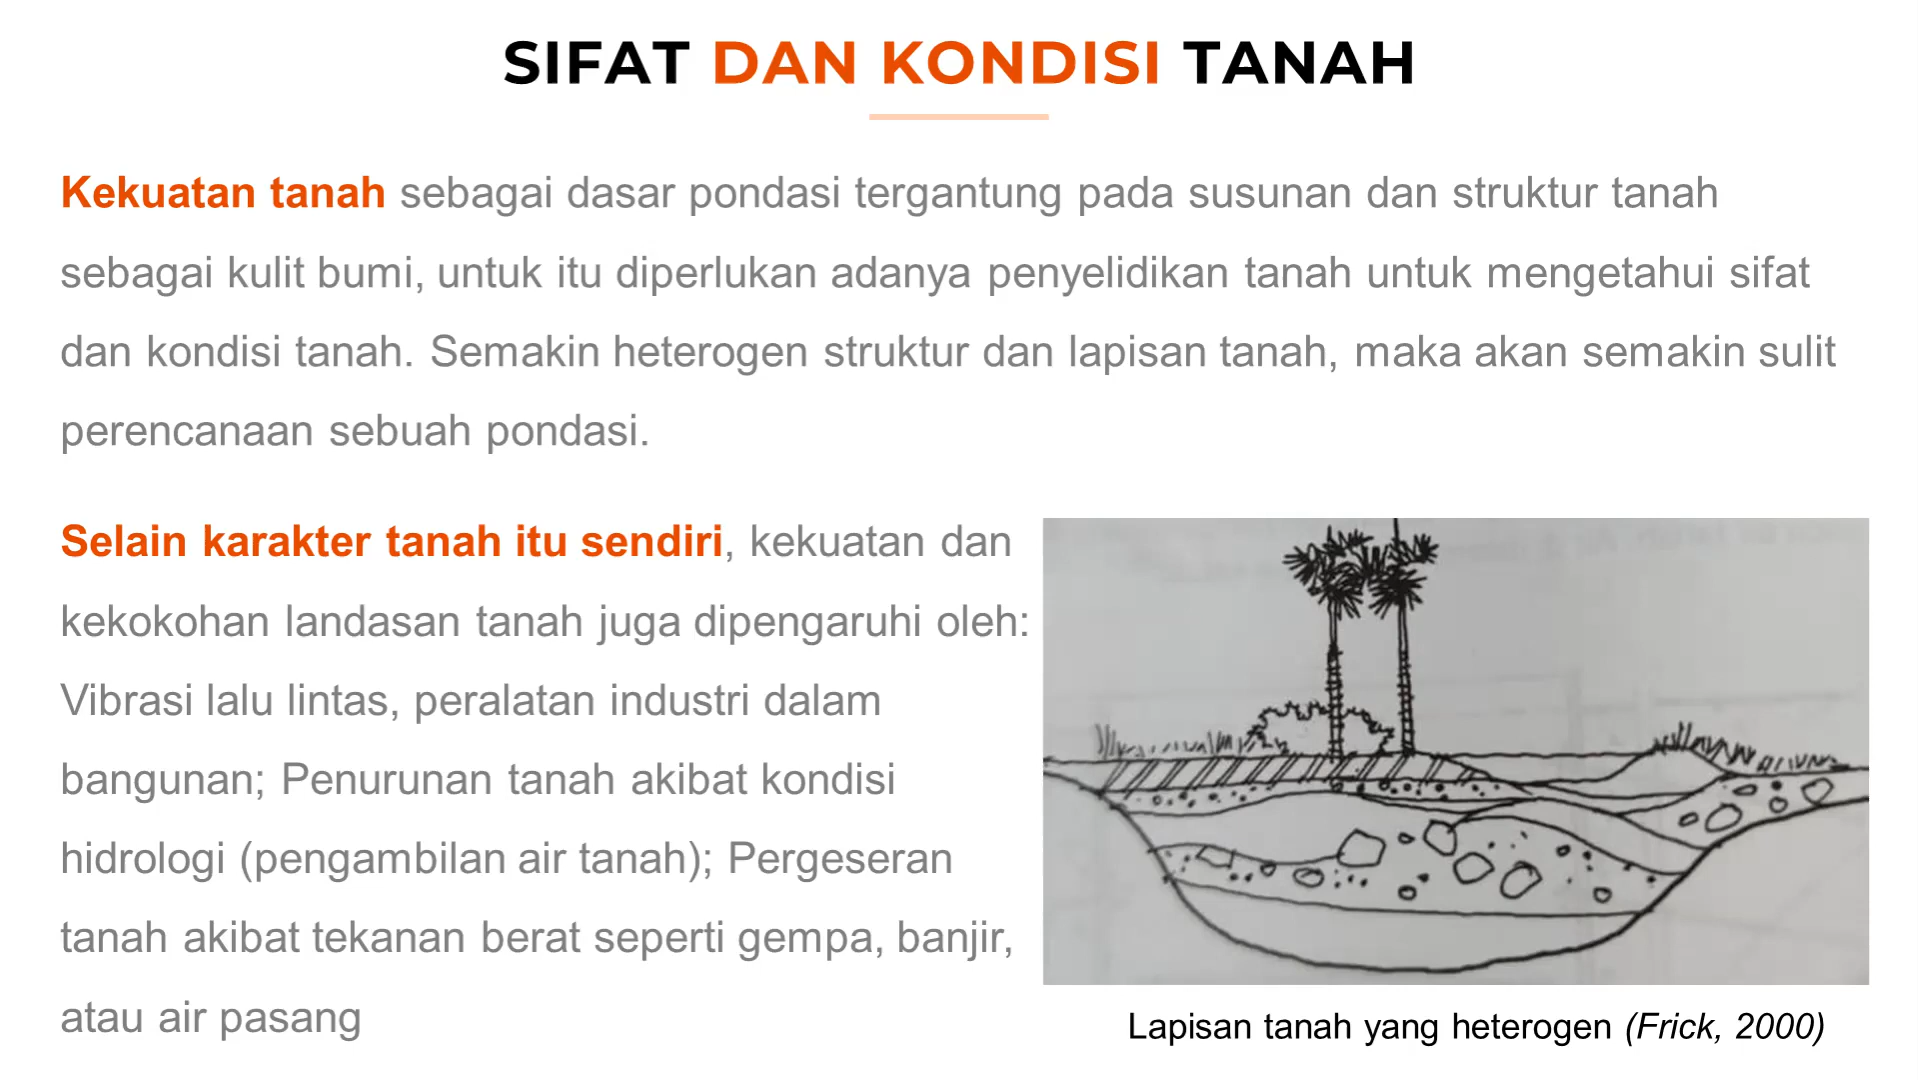 SIFAT DAN KONDISI TANAH
Kekuatan tanah sebagai dasar pondasi tergantung pada susunan dan struktur tanah
sebagai kulit bumi, untuk itu diperlukan adanya penyelidikan tanah untuk mengetahui sifat
dan kondisi tanah. Semakin heterogen struktur dan lapisan tanah, maka akan semakin sulit
perencanaan sebuah pondasi.
Selain karakter tanah itu sendiri, kekuatan dan
kekokohan landasan tanah juga dipengaruhi oleh:
Vibrasi lalu lintas, peralatan industri dalam
bangunan; Penurunan tanah akibat kondisi
hidrologi (pengambilan air tanah); Pergeseran
tanah akibat tekanan berat seperti gempa, banjir,
atau air pasang
Lapisan tanah yang heterogen (Frick, 2000)